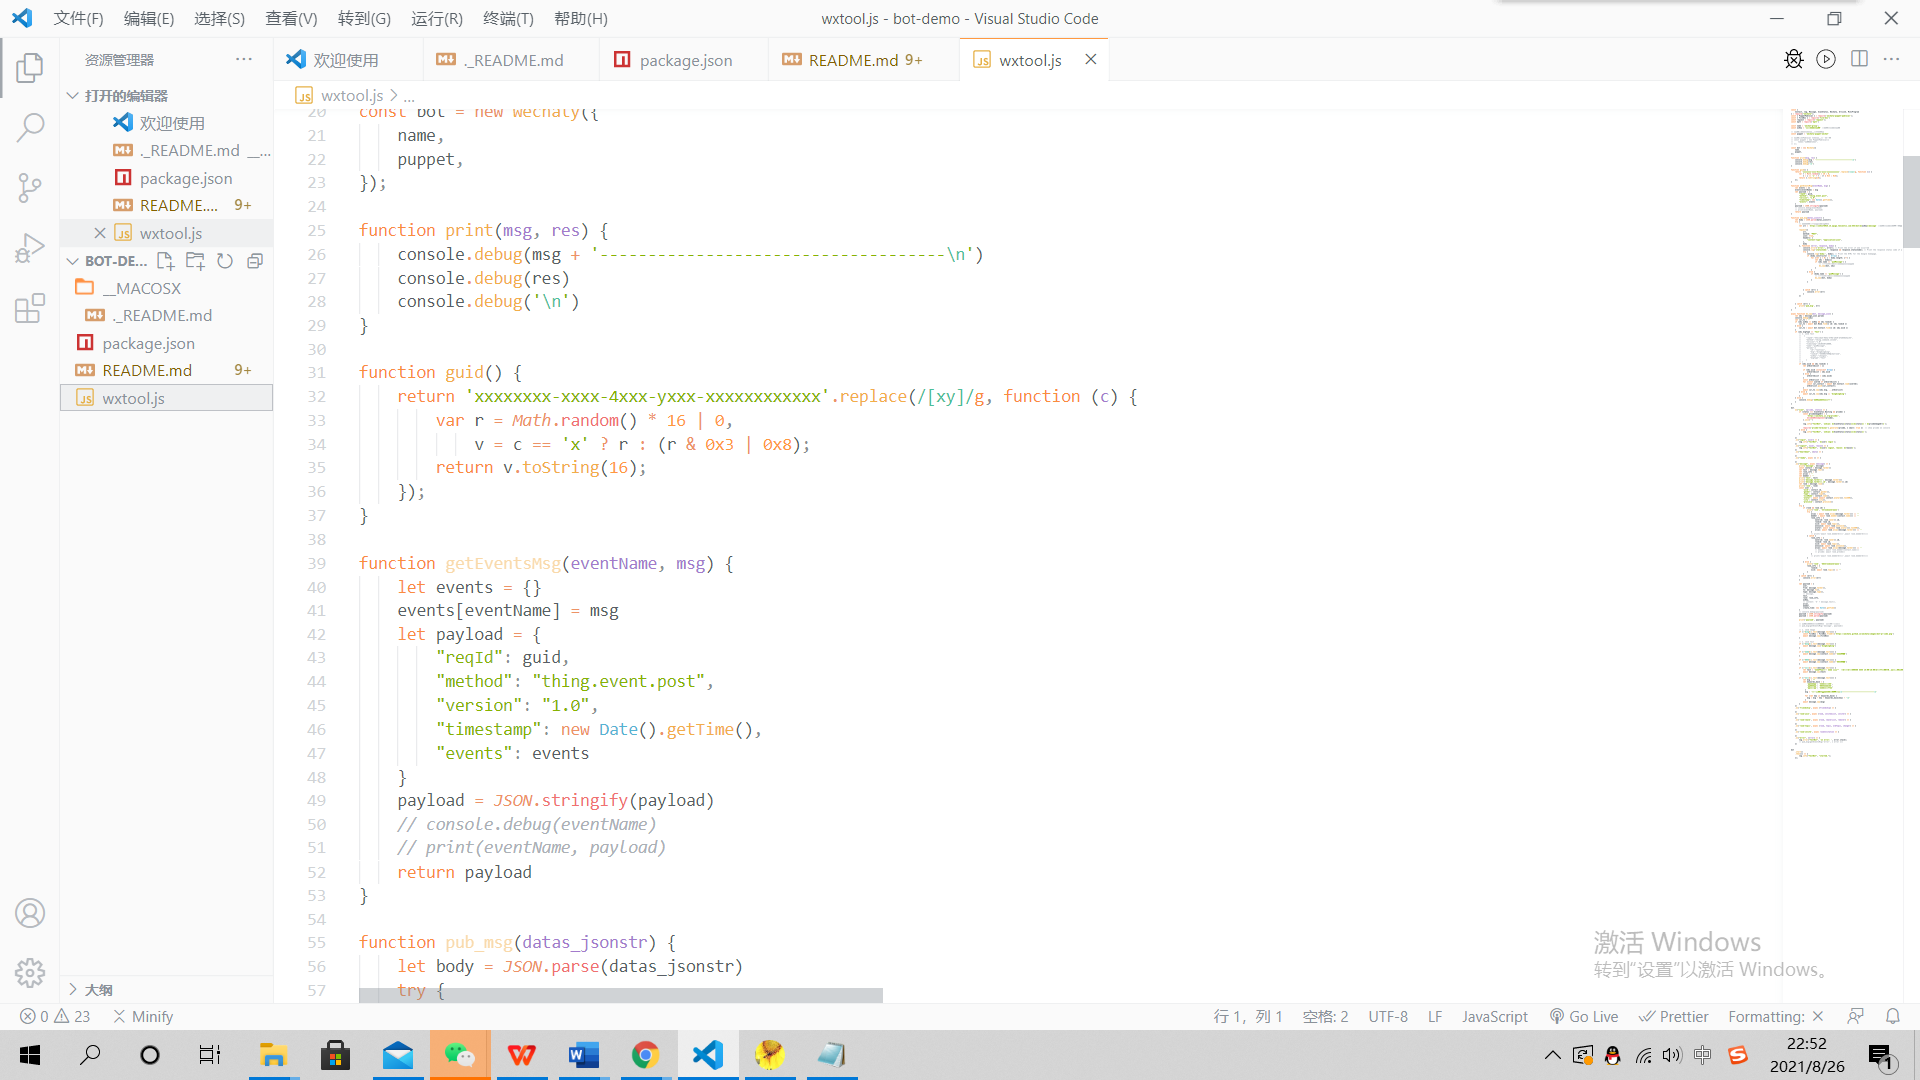 文件(F) 编辑(E) 选择(S) 查看(V) 转到(G) 运行(R) 终端(T) 帮助(H)
wxtool.js - bot-demo - Visual Studio Code
资源管理器
欢迎使用
._README.md
package.json
README.md 9+
wxtool.js
打开的编辑器
欢迎使用
._README.md __...
package.json
README.... 9+
wxtool.js
BOT-DE...
__MACOSX
._README.md
package.json
README.md 9+
wxtool.js
大纲
wxtool.js > ...
20 const bot = new Wechaty({
21 name,
22 puppet,
23 });
24
25 function print(msg, res) {
26 console.debug(msg + '------------------------------------\n')
27 console.debug(res)
28 console.debug('\n')
29 }
30
31 function guid() {
32 return 'xxxxxxxx-xxxx-4xxx-yxxx-xxxxxxxxxxxx'.replace(/[xy]/g, function (c) {
33 var r = Math.random() * 16 | 0,
34 v = c == 'x' ? r : (r & 0x3 | 0x8);
35 return v.toString(16);
36 });
37 }
38
39 function getEventsMsg(eventName, msg) {
40 let events = {}
41 events[eventName] = msg
42 let payload = {
43 "reqId": guid,
44 "method": "thing.event.post",
45 "version": "1.0",
46 "timestamp": new Date().getTime(),
47 "events": events
48 }
49 payload = JSON.stringify(payload)
50 // console.debug(eventName)
51 // print(eventName, payload)
52 return payload
53 }
54
55 function pub_msg(datas_jsonstr) {
56 let body = JSON.parse(datas_jsonstr)
57 try {
激活 Windows
转到"设置"以激活 Windows。
0 23 Minify
行 1，列 1 空格: 2 UTF-8 LF JavaScript Go Live Prettier Formatting: ✕
中
22:52
2021/8/26
1